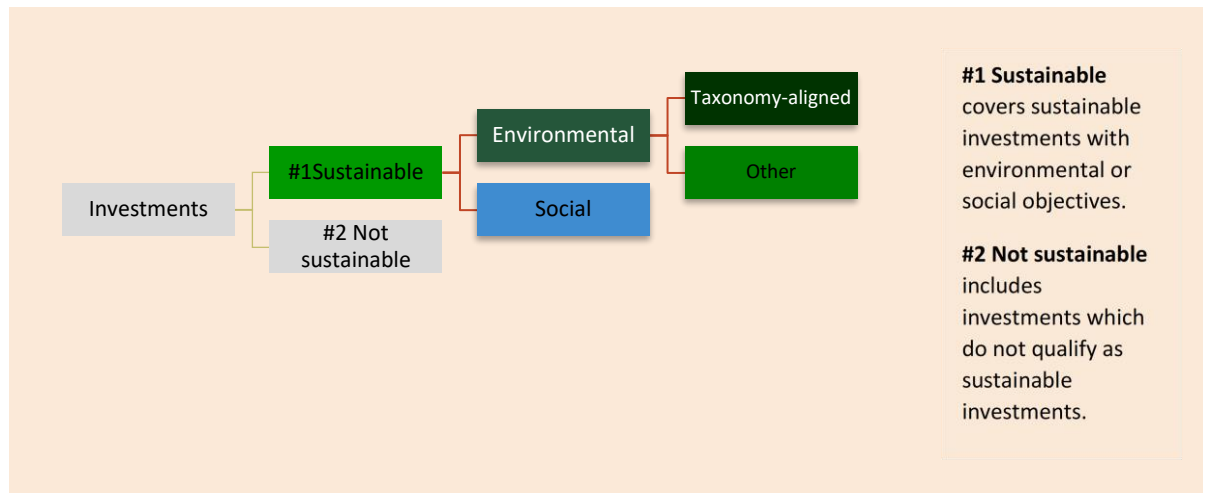 Investments
#1Sustainable
#2 Not
sustainable
Environmental
Social
Taxonomy-aligned
Other
#1 Sustainable
covers sustainable
investments with
environmental or
social objectives.
#2 Not sustainable
includes
investments which
do not qualify as
sustainable
investments.